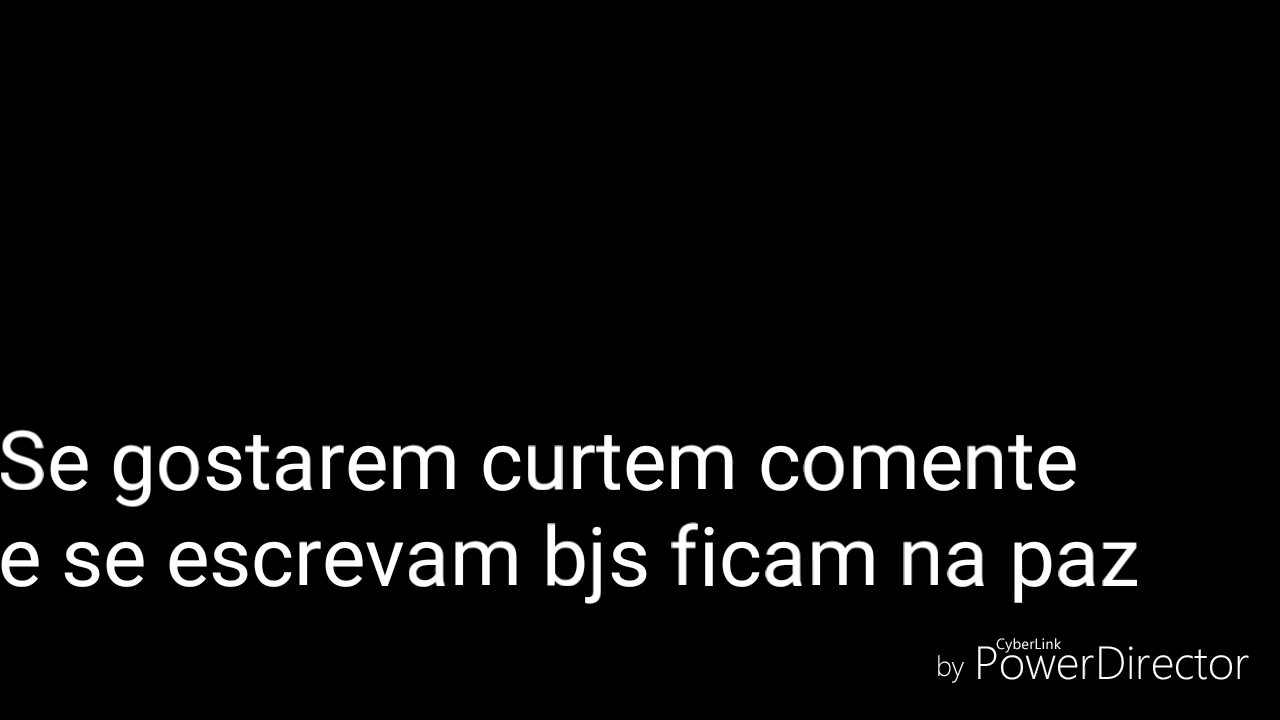 Se gostarem curtem comente
e se escrevam bjs ficam na paz
by CyberLink PowerDirector